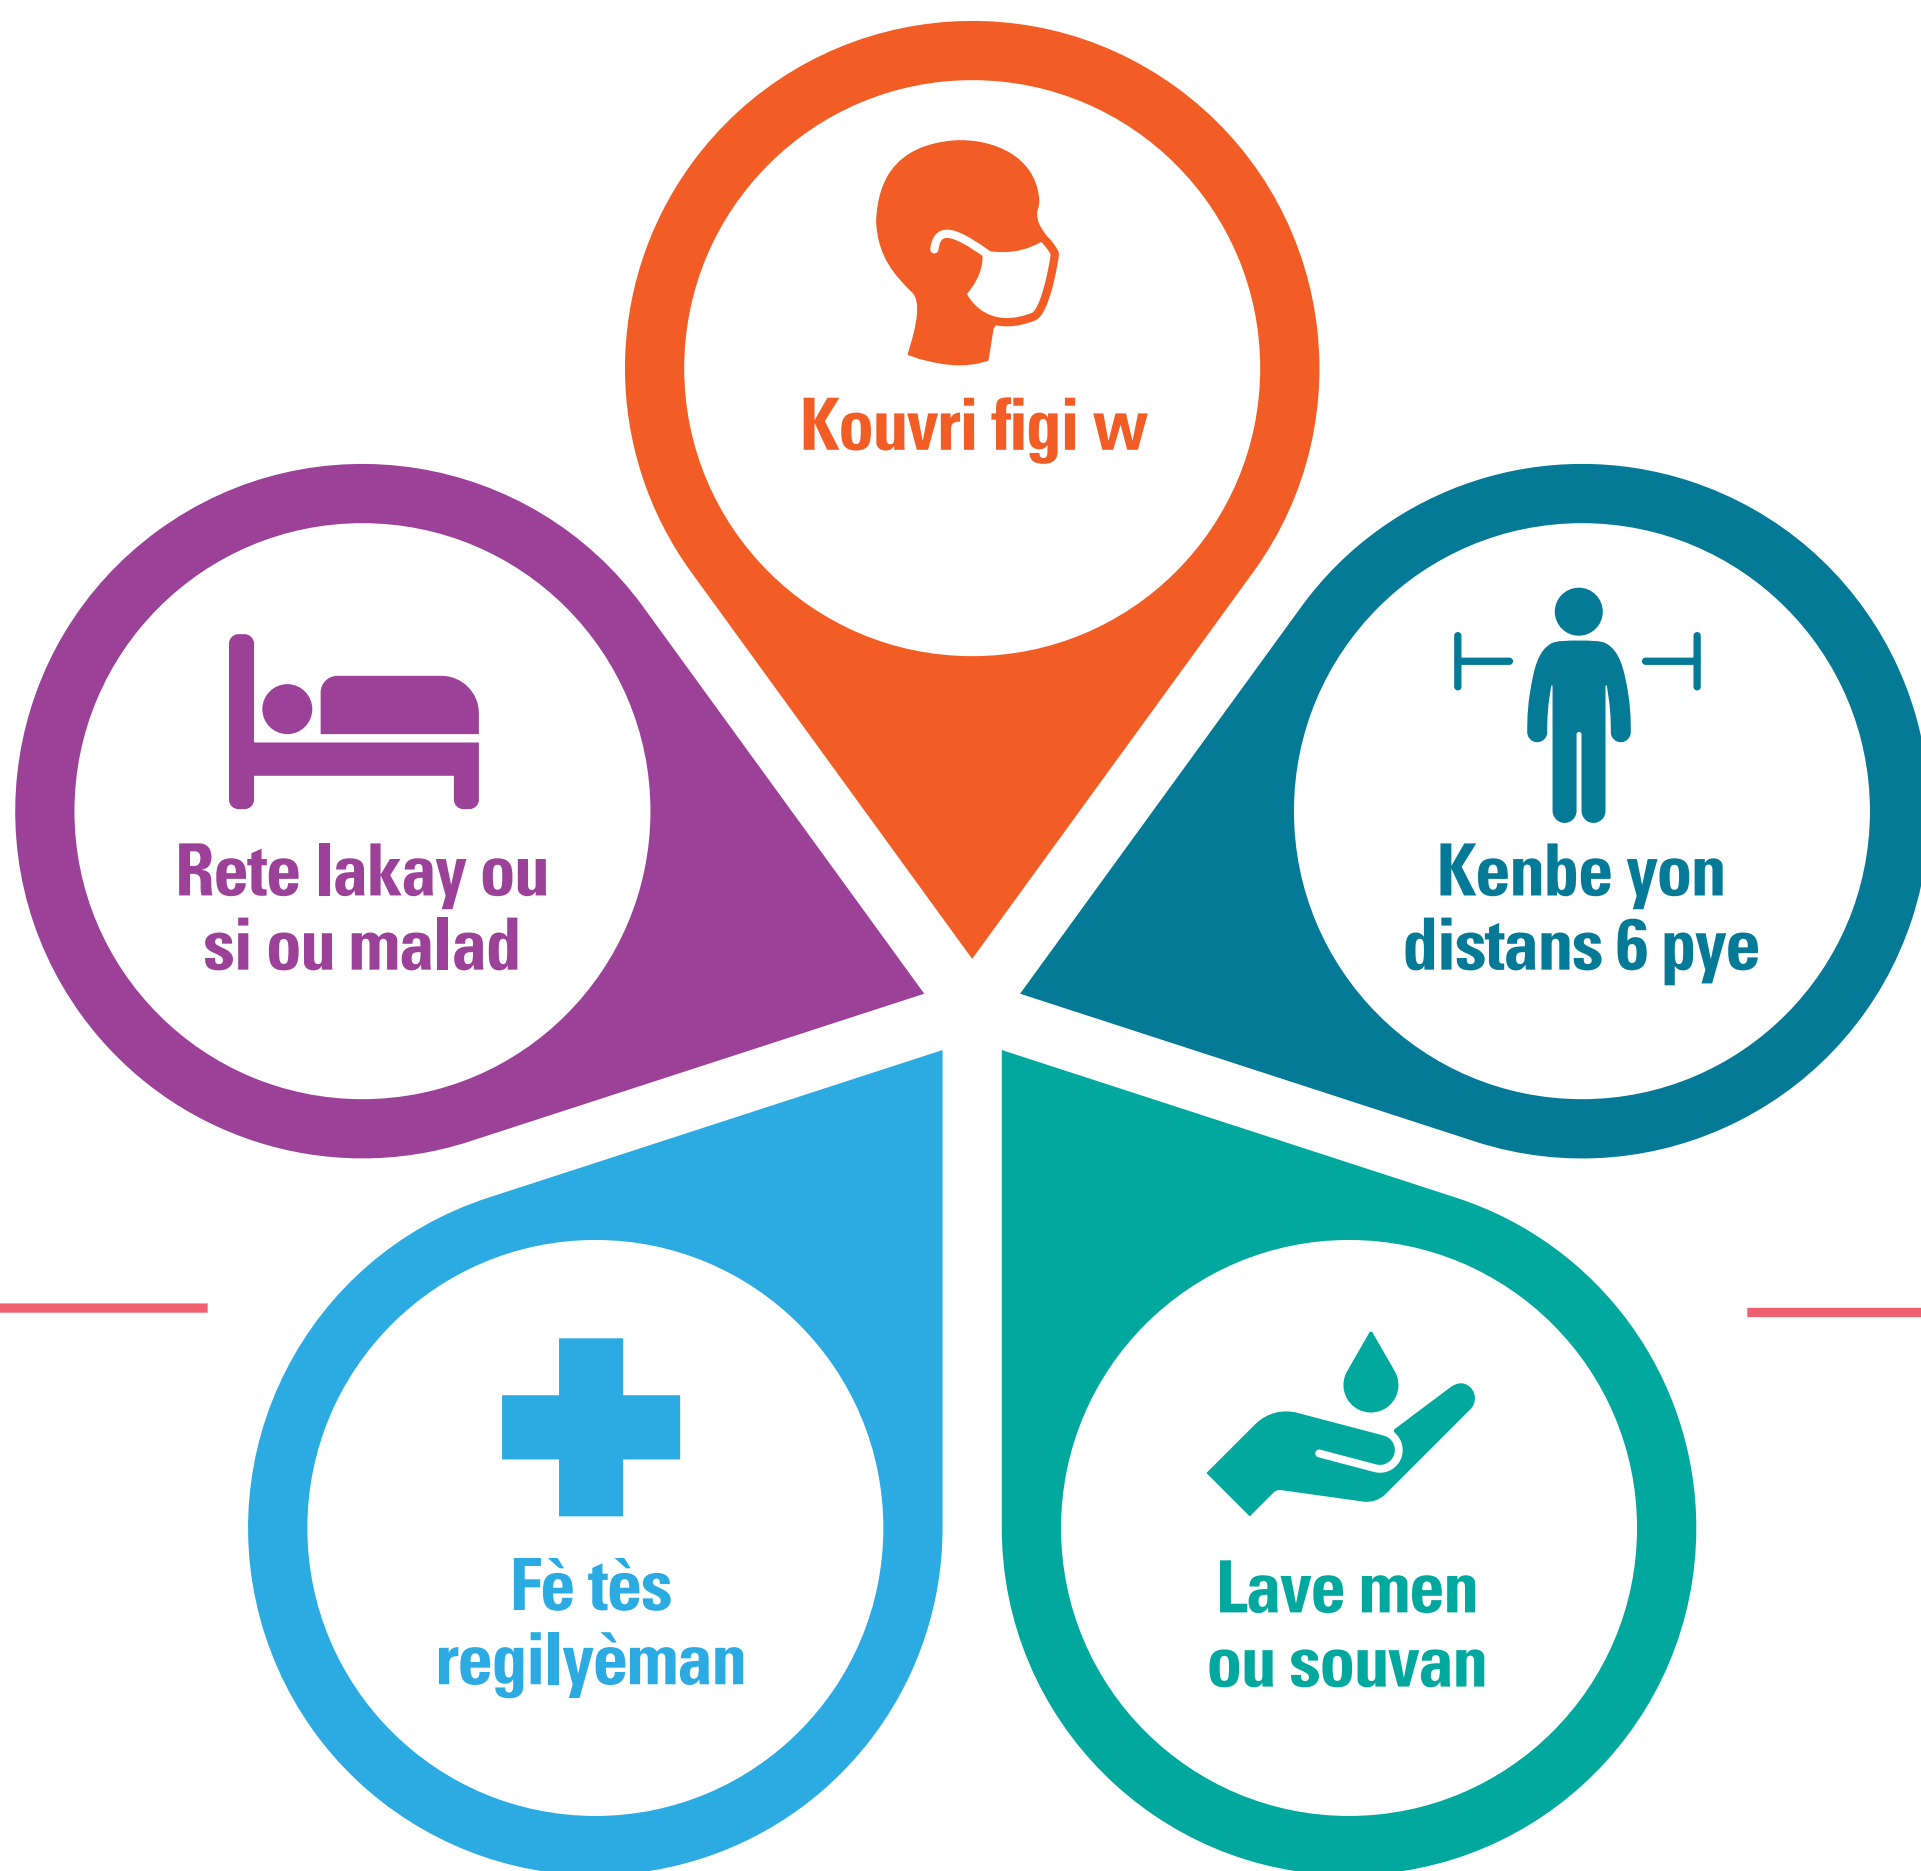 Kouvri figi w
Rete lakay ou
si ou malad
Kenbe yon
distans 6 pye
Fè tès
regilyèman
Lave men
ou souvan